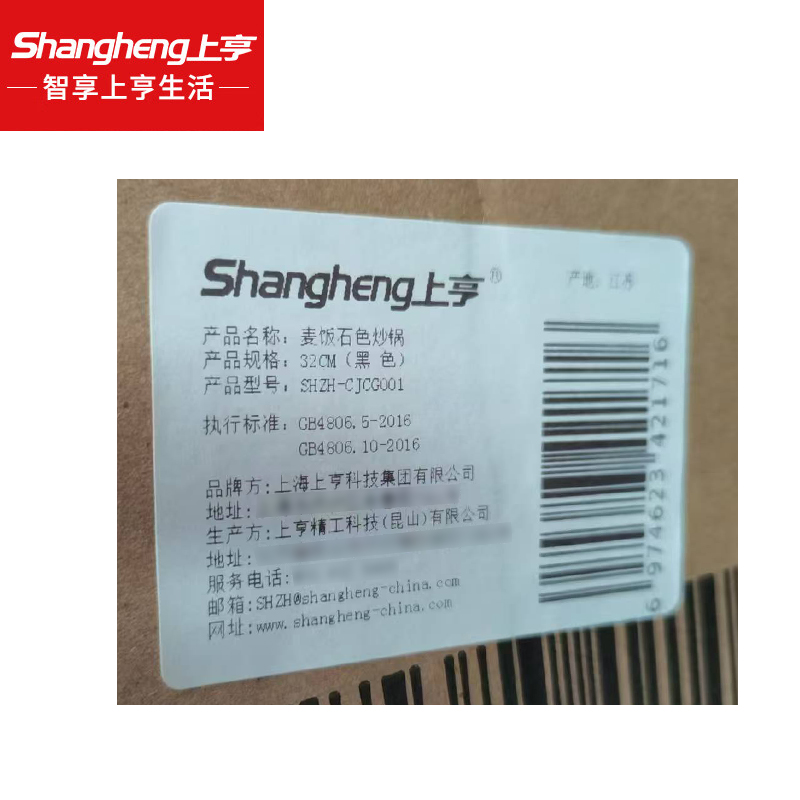 Shangheng上亨
智享上亨生活
Shangheng上亨®
产地：江苏
产品名称：麦饭石色炒锅
产品规格：32CM（黑 色）
产品型号：SHZH-CJCG001
执行标准：GB4806.5-2016
GB4806.10-2016
品牌方:上海上亨科技集团有限公司
地址:
生产方:上亨精工科技(昆山)有限公司
地址:
服务电话:
邮箱:SHZH@shangheng-china.com
网址:www.shangheng-china.com
6 974623 421716